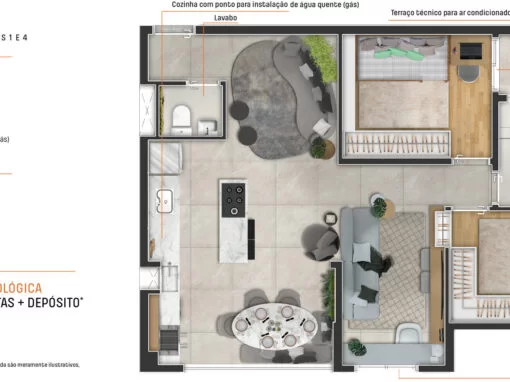 Cozinha com ponto para instalação de água quente (gás)
Lavabo
Terraço técnico para ar condicionado
S 1 E 4
ás)
OLÓGICA
TAS + DEPÓSITO*
da são meramente ilustrativos,